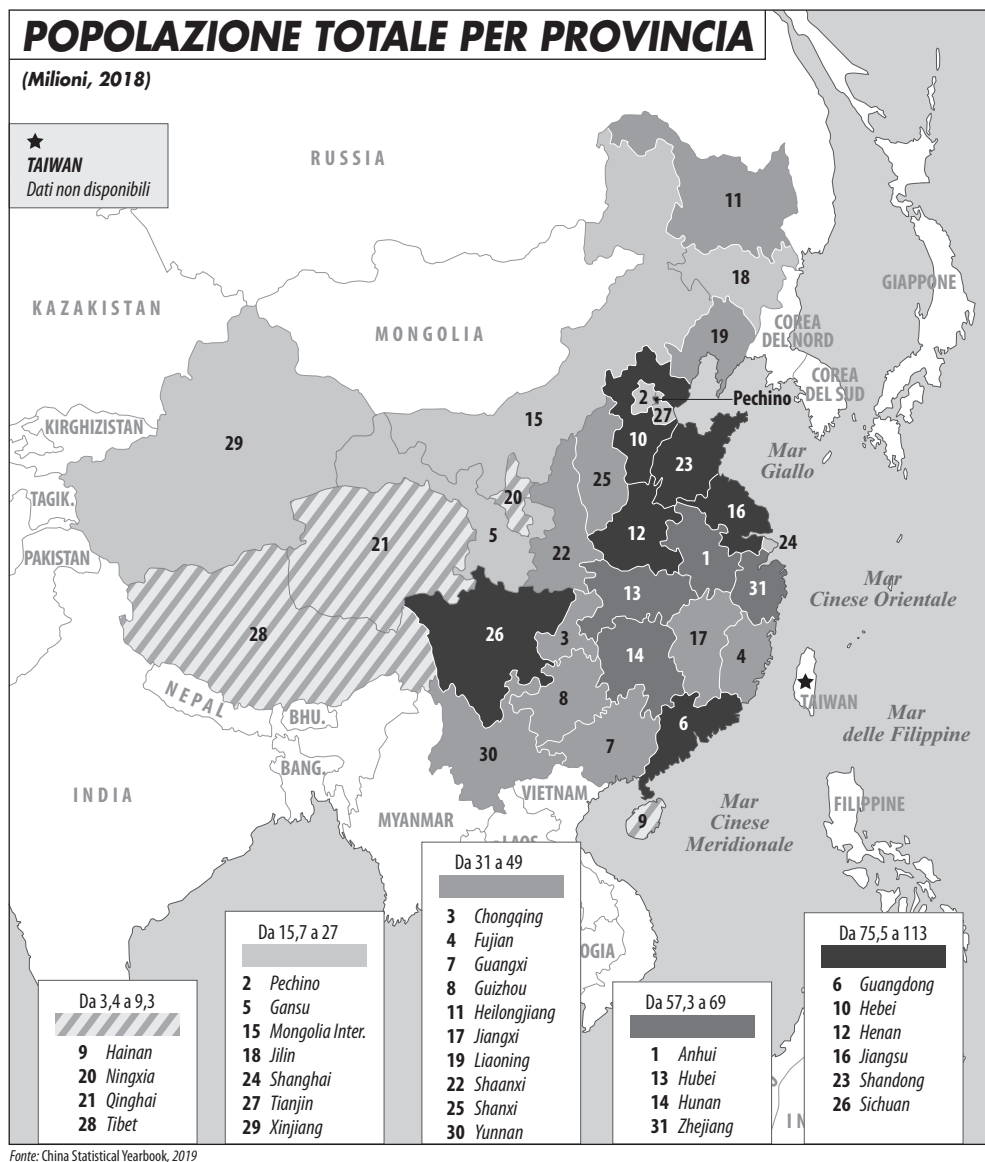 POPOLAZIONE TOTALE PER PROVINCIA
(Milioni, 2018)
TAIWAN
Dati non disponibili
RUSSIA
11
18
KAZAKISTAN
MONGOLIA
GIAPPONE
COREA
DEL NORD
19
COREA
DEL SUD
2
Pechino
27
15
KIRGHIZISTAN
29
10
Mar
Giallo
23
25
TAGIK.
20
16
PAKISTAN
21
5
12
24
22
1
Mar
Cinese Orientale
13
31
28
26
3
14
17
4
NEPAL
BHU.
8
6
TAIWAN
Mar
delle Filippine
30
7
BANG.
INDIA
VIETNAM
MYANMAR
9
Mar
Cinese
Meridionale
FILIPPINE
LAOS
OGIA
IN
Da 3,4 a 9,3
9 Hainan
20 Ningxia
21 Qinghai
28 Tibet
Da 15,7 a 27
2 Pechino
5 Gansu
15 Mongolia Inter.
18 Jilin
24 Shanghai
27 Tianjin
29 Xinjiang
Da 31 a 49
3 Chongqing
4 Fujian
7 Guangxi
8 Guizhou
11 Heilongjiang
17 Jiangxi
19 Liaoning
22 Shaanxi
25 Shanxi
30 Yunnan
Da 57,3 a 69
1 Anhui
13 Hubei
14 Hunan
31 Zhejiang
Da 75,5 a 113
6 Guangdong
10 Hebei
12 Henan
16 Jiangsu
23 Shandong
26 Sichuan
Fonte: China Statistical Yearbook, 2019